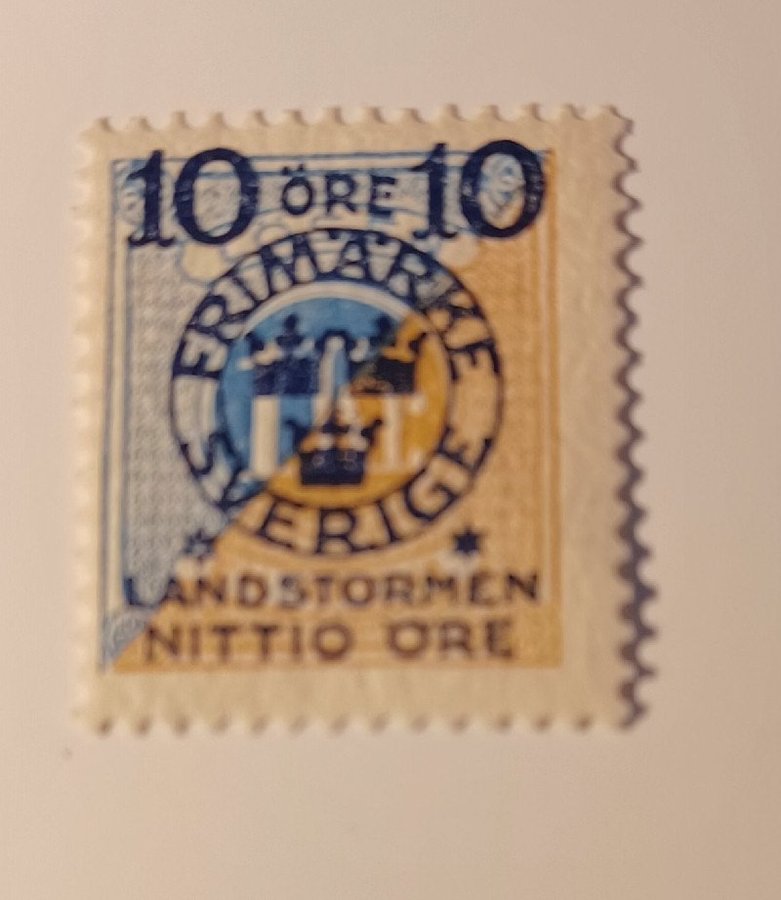 10 ÖRE 10
FRIMÄRKE
SVERIGE
LANDSTORMEN
NITTIO ÖRE